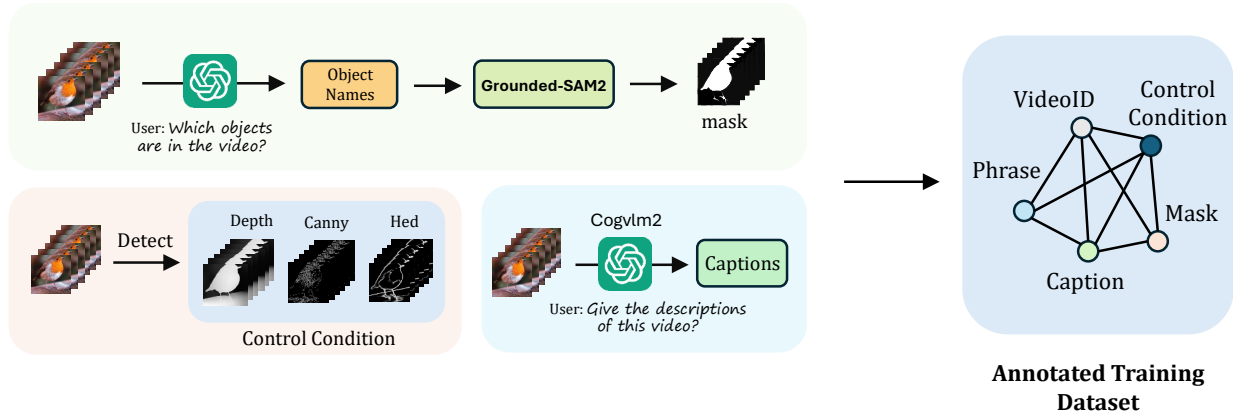 User: Which objects
are in the video?
Object
Names
Grounded-SAM2
mask
Detect
Depth
Canny
Hed
Control Condition
Cogvlm2
Captions
User: Give the descriptions
of this video?
VideoID
Control
Condition
Phrase
Mask
Caption
Annotated Training
Dataset